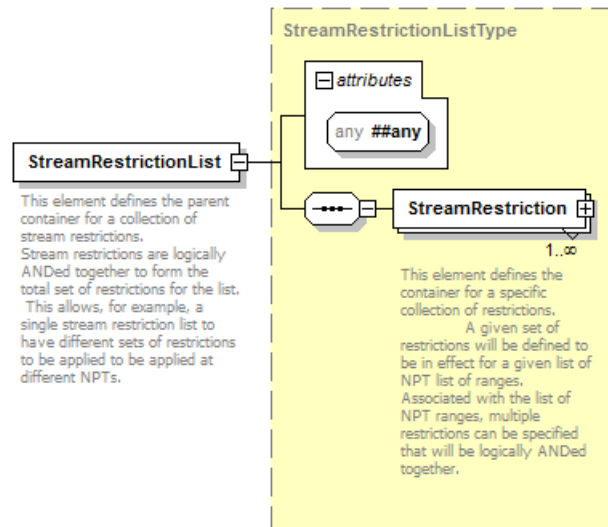 StreamRestrictionListType
attributes
any ##any
StreamRestrictionList
This element defines the parent
container for a collection of
stream restrictions.
Stream restrictions are logically
ANDed together to form the
total set of restrictions for the list.
This allows, for example, a
single stream restriction list to
have different sets of restrictions
to be applied to be applied at
different NPTs.
StreamRestriction
1..∞
This element defines the
container for a specific
collection of restrictions.
A given set of
restrictions will be defined to
be in effect for a given list of
NPT list of ranges.
Associated with the list of
NPT ranges, multiple
restrictions can be specified
that will be logically ANDed
together.